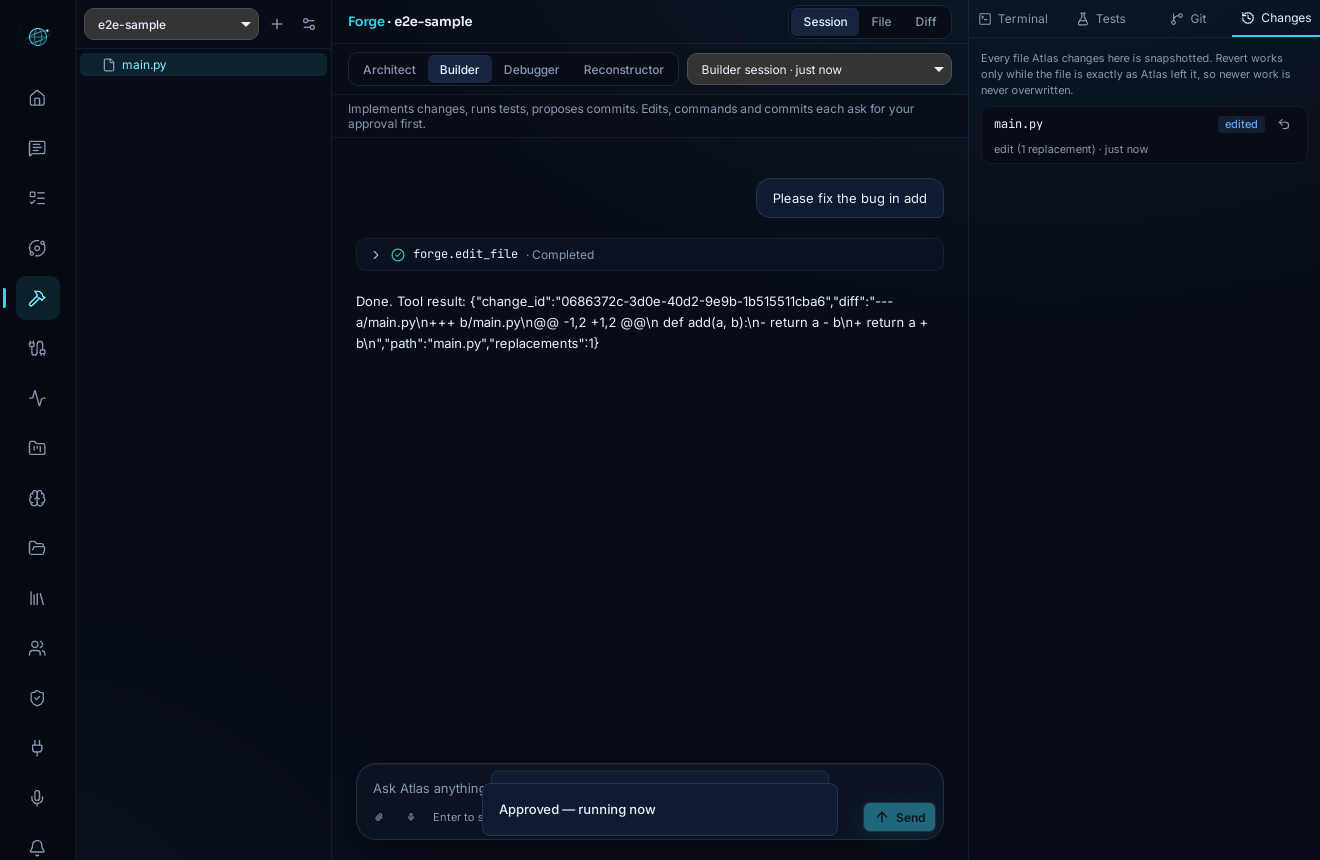 e2e-sample
main.py
Forge · e2e-sample
Session
File
Diff
Architect
Builder
Debugger
Reconstructor
Builder session · just now
Implements changes, runs tests, proposes commits. Edits, commands and commits each ask for your
approval first.
Please fix the bug in add
forge.edit_file · Completed
Done. Tool result: {"change_id":"0686372c-3d0e-40d2-9e9b-1b515511cba6","diff":"---
a/main.py\n+++ b/main.py\n@@ -1,2 +1,2 @@\n def add(a, b):\n- return a - b\n+ return a +
b\n","path":"main.py","replacements":1}
Ask Atlas anything
Enter to s
Approved — running now
Send
Terminal
Tests
Git
Changes
Every file Atlas changes here is snapshotted. Revert works
only while the file is exactly as Atlas left it, so newer work is
never overwritten.
main.py
edited
edit (1 replacement) · just now